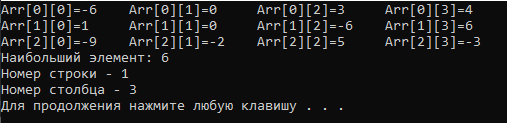 Arr[0][0]=-6    Arr[0][1]=0     Arr[0][2]=3     Arr[0][3]=4
Arr[1][0]=1     Arr[1][1]=0     Arr[1][2]=-6    Arr[1][3]=6
Arr[2][0]=-9    Arr[2][1]=-2    Arr[2][2]=5     Arr[2][3]=-3
Наибольший элемент: 6
Номер строки - 1
Номер столбца - 3
Для продолжения нажмите любую клавишу . . .